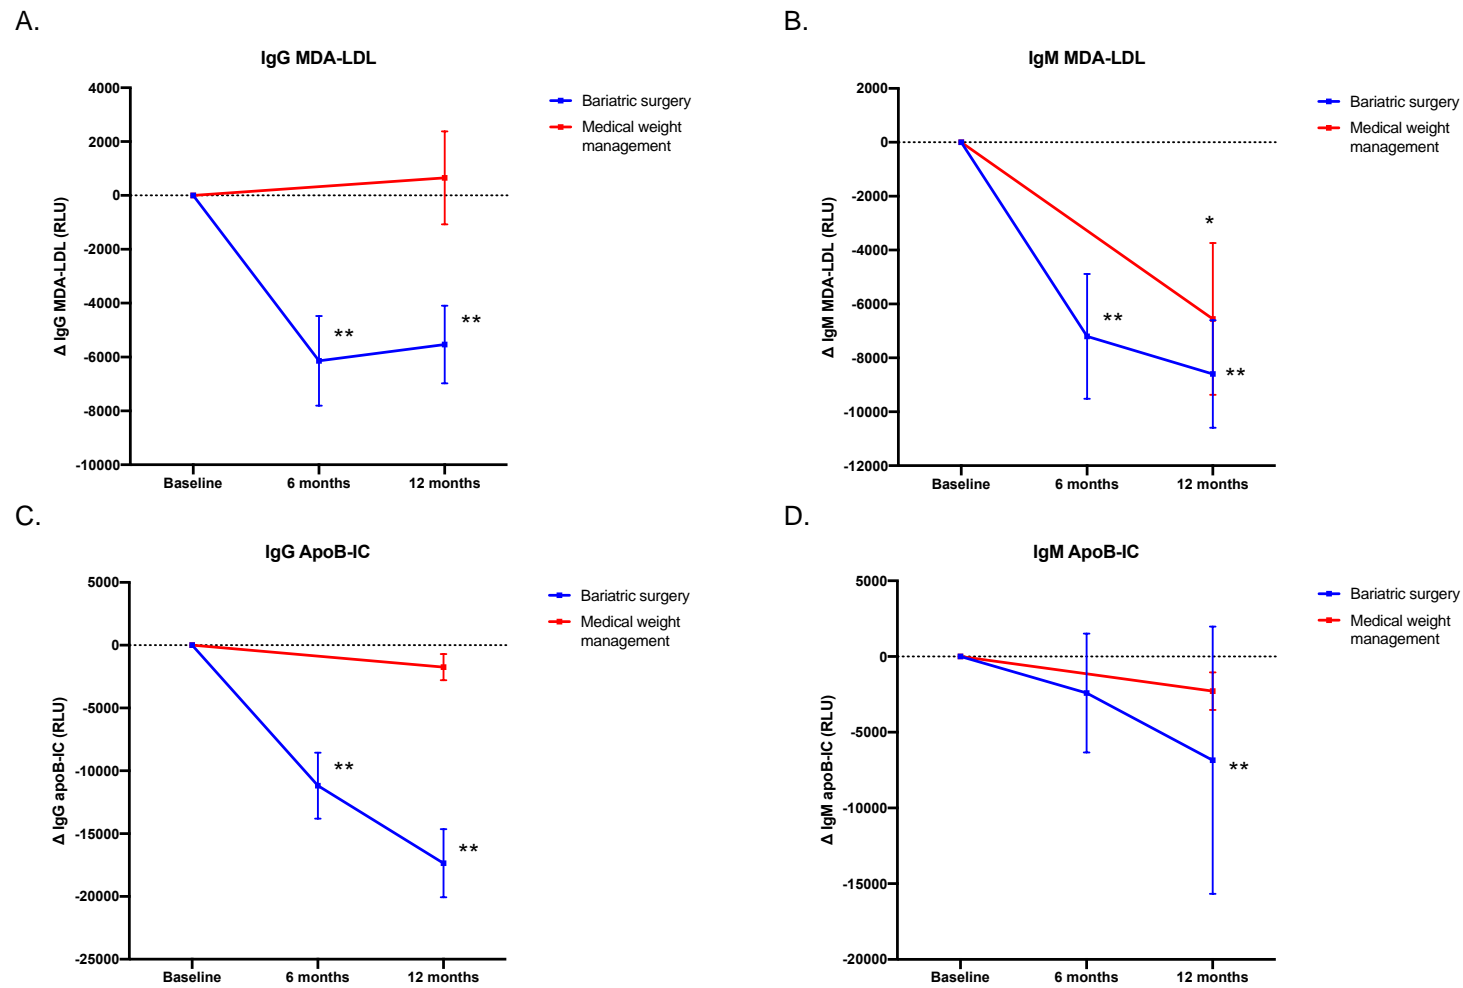 A.
IgG MDA-LDL
4000
2000
0
-2000
-4000
-6000
-8000
-10000
Δ IgG MDA-LDL (RLU)
**
**
Baseline
6 months
12 months
Bariatric surgery
Medical weight
management
B.
IgM MDA-LDL
2000
0
-2000
-4000
-6000
-8000
-10000
-12000
Δ IgM MDA-LDL (RLU)
*
**
**
Baseline
6 months
12 months
Bariatric surgery
Medical weight
management
C.
IgG ApoB-IC
5000
0
-5000
-10000
-15000
-20000
-25000
Δ IgG apoB-IC (RLU)
**
**
Baseline
6 months
12 months
Bariatric surgery
Medical weight
management
D.
IgM ApoB-IC
5000
0
-5000
-10000
-15000
-20000
Δ IgM apoB-IC (RLU)
**
Baseline
6 months
12 months
Bariatric surgery
Medical weight
management